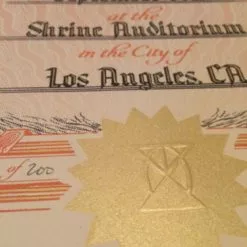 at the
Shrine Auditorium
in the City of
Los Angeles, CA
of 200